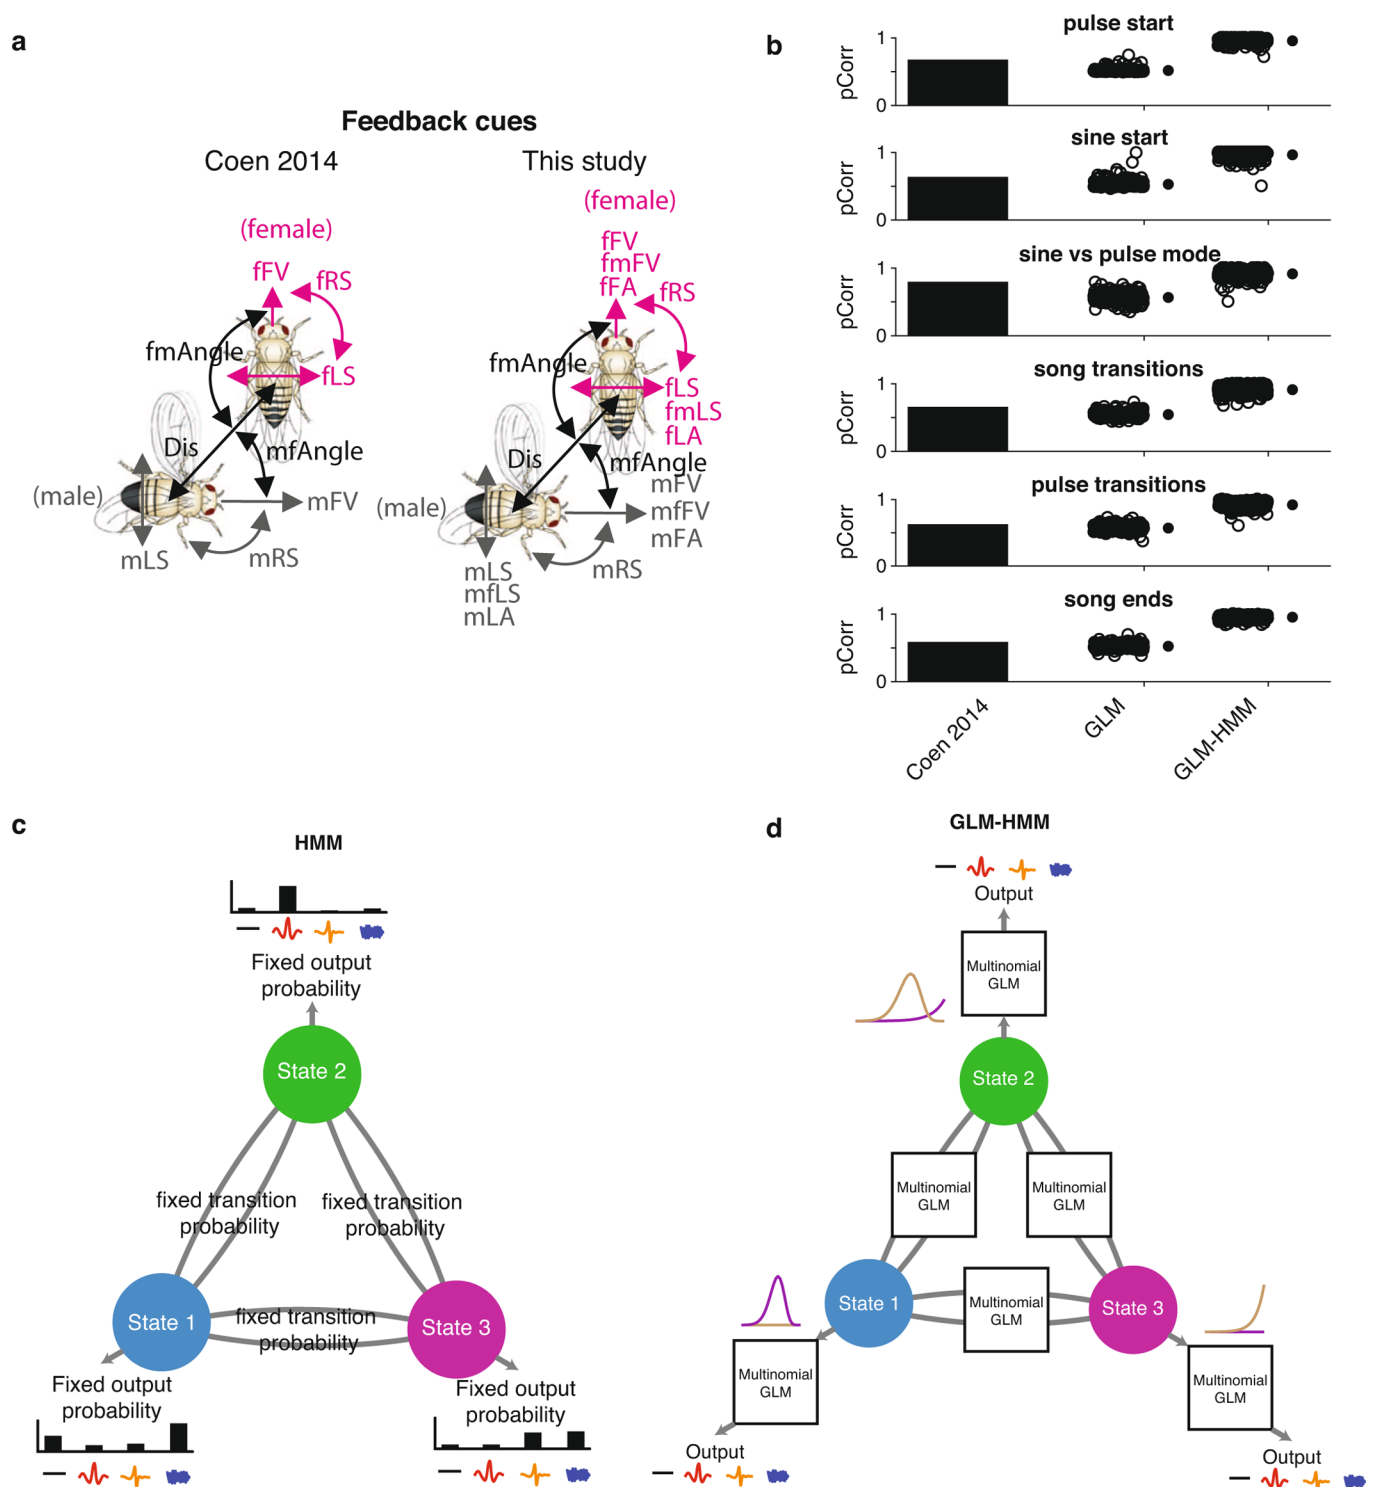 a
Feedback cues
Coen 2014
(female)
fFV
fRS
fmAngle
fLS
Dis
mfAngle
(male)
mFV
mLS
mRS
This study
(female)
fFV
fmFV
fFA
fRS
fmAngle
fLS
fmLS
fLA
Dis
mfAngle
(male)
mFV
mfFV
mFA
mRS
mLS
mfLS
mLA
b
pulse start
pCorr
1
0
sine start
pCorr
1
0
sine vs pulse mode
pCorr
1
0
song transitions
pCorr
1
0
pulse transitions
pCorr
1
0
song ends
pCorr
1
0
Coen 2014
GLM
GLM-HMM
c
HMM
Fixed output
probability
State 2
fixed transition
probability
fixed transition
probability
State 1
fixed transition
probability
State 3
Fixed output
probability
Fixed output
probability
d
GLM-HMM
Output
Multinomial
GLM
State 2
Multinomial
GLM
Multinomial
GLM
State 1
Multinomial
GLM
State 3
Multinomial
GLM
Multinomial
GLM
Output
Output